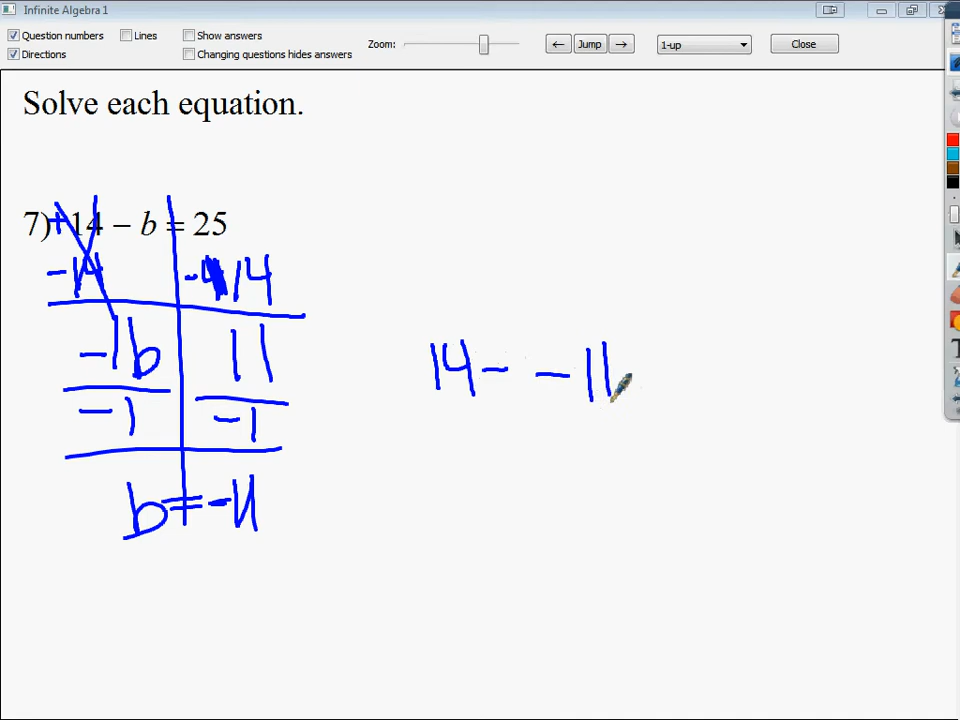 Infinite Algebra 1
Question numbers Lines Show answers
Directions Changing questions hides answers
Zoom: ← Jump → 1-up Close
Solve each equation.
7) 14 − b = 25
+
-14 - 14
-1b 11
-1 -1
b = -11
14 - -11